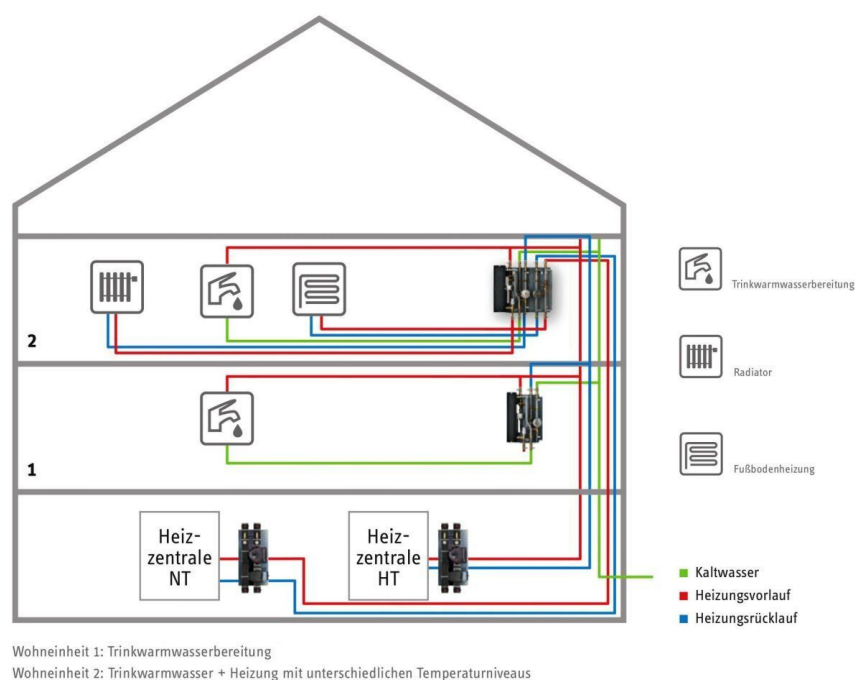 Trinkwarmwasserbereitung
2
Radiator
1
Fußbodenheizung
Heiz-
zentrale
NT
Heiz-
zentrale
HT
Kaltwasser
Heizungsvorlauf
Heizungsrücklauf
Wohneinheit 1: Trinkwarmwasserbereitung
Wohneinheit 2: Trinkwarmwasser + Heizung mit unterschiedlichen Temperaturniveaus